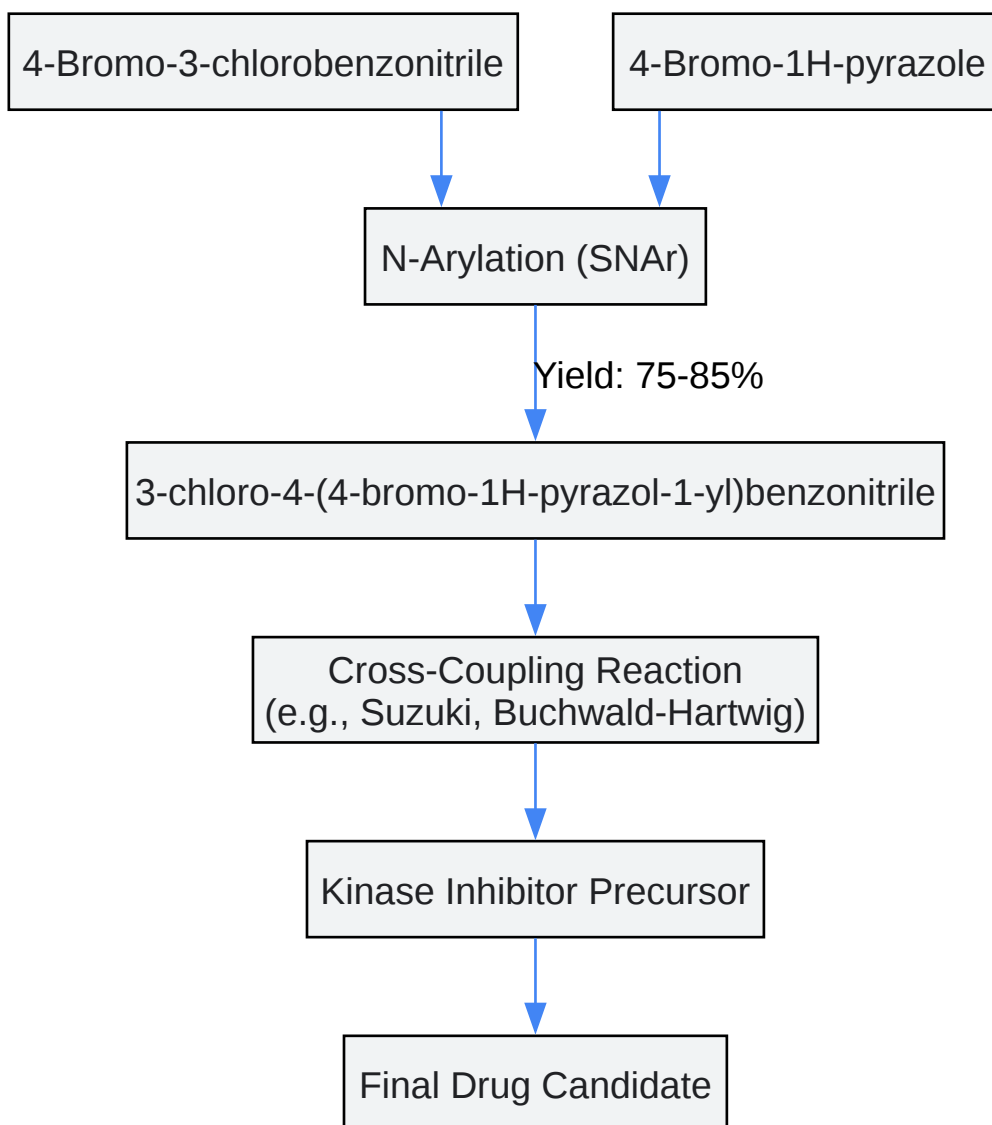 4-Bromo-3-chlorobenzonitrile
4-Bromo-1H-pyrazole
N-Arylation (SNAr)
Yield: 75-85%
3-chloro-4-(4-bromo-1H-pyrazol-1-yl)benzonitrile
Cross-Coupling Reaction
(e.g., Suzuki, Buchwald-Hartwig)
Kinase Inhibitor Precursor
Final Drug Candidate